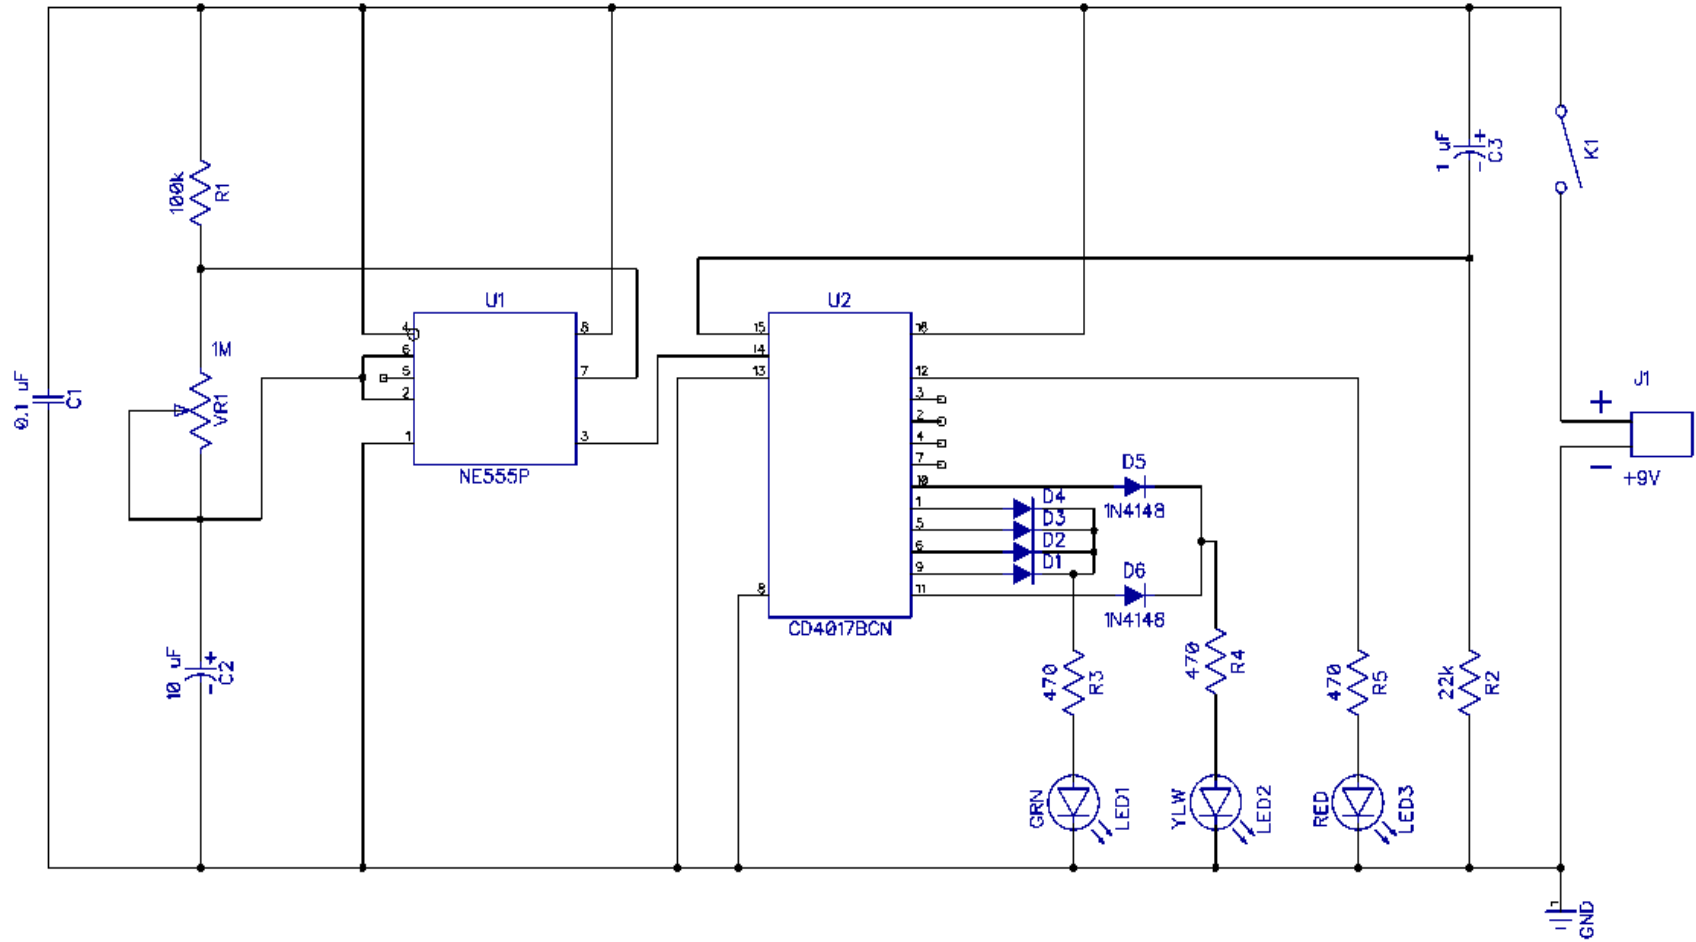 1 uF
+
-
C3
K1
100k
R1
U1
U2
4
8
15
16
6
14
1M
5
7
13
12
J1
0.1 uF
C1
VR1
2
3
+
2
1
3
4
7
NE555P
D5
-
+9V
10
D4
1N4148
1
D3
5
D2
6
D1
9
D6
8
11
1N4148
CD4017BCN
10 uF
+
-
C2
470
R3
470
R4
470
R5
22k
R2
GRN
LED1
YLW
LED2
RED
LED3
1
GND